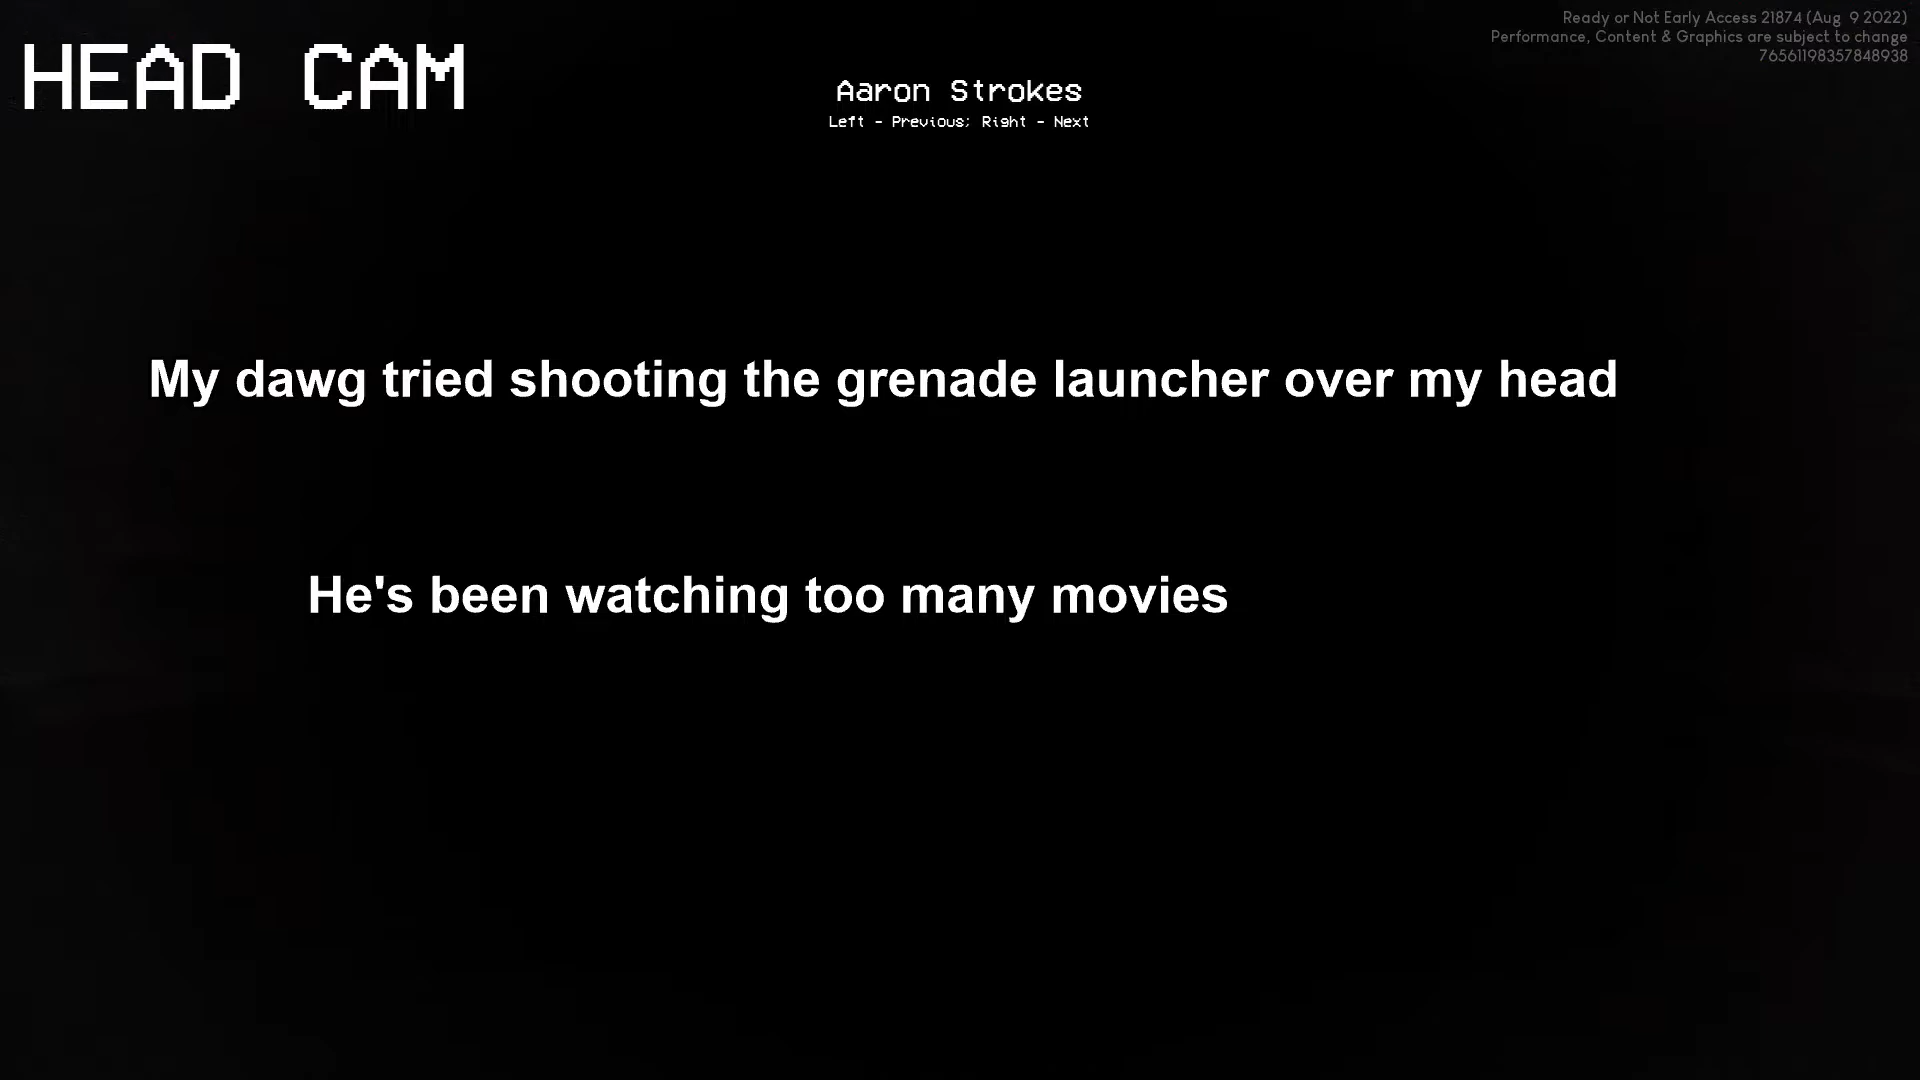 Ready or Not Early Access 21874 (Aug 9 2022)
Performance, Content & Graphics are subject to change
76561198357848938
HEAD CAM
Aaron Strokes
Left - Previous; Right - Next
My dawg tried shooting the grenade launcher over my head
He's been watching too many movies